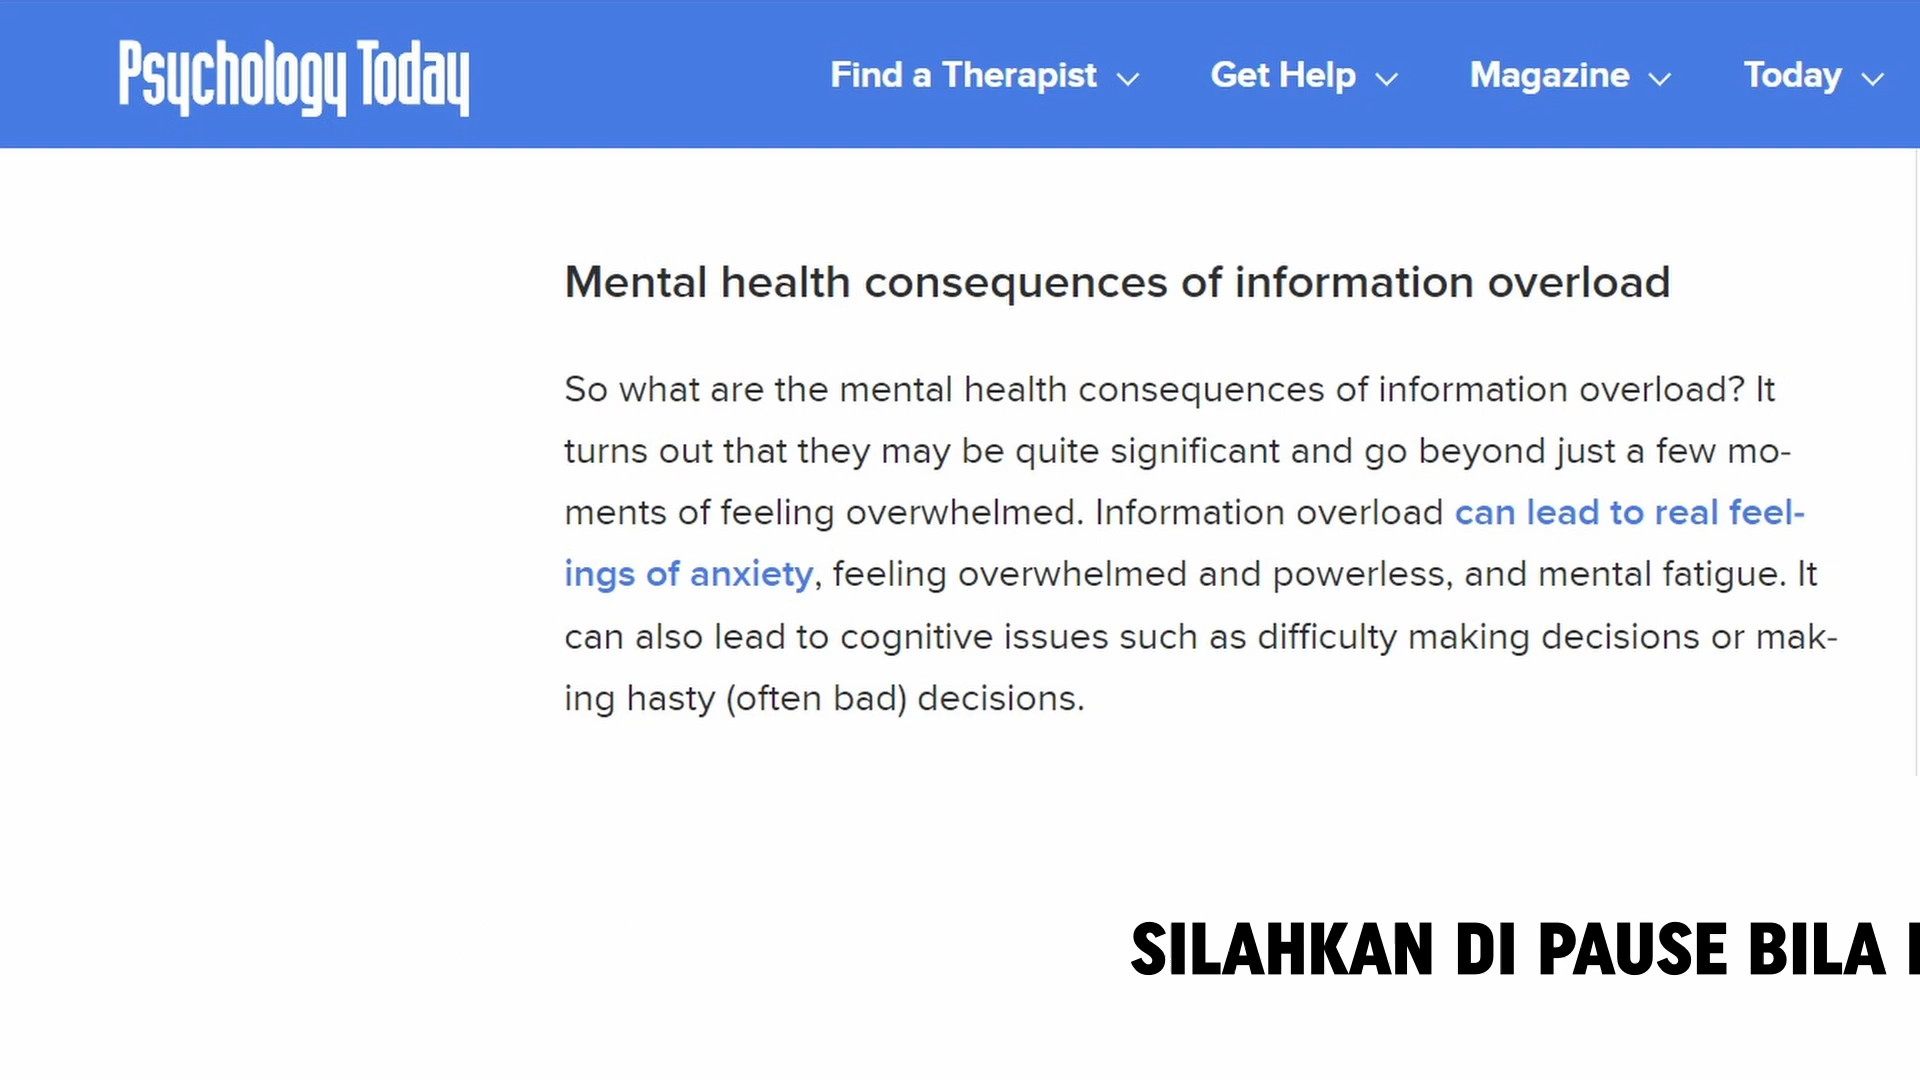 Psychology Today
Find a Therapist
Get Help
Magazine
Today
Mental health consequences of information overload
So what are the mental health consequences of information overload? It
turns out that they may be quite significant and go beyond just a few mo-
ments of feeling overwhelmed. Information overload can lead to real feel-
ings of anxiety, feeling overwhelmed and powerless, and mental fatigue. It
can also lead to cognitive issues such as difficulty making decisions or mak-
ing hasty (often bad) decisions.
SILAHKAN DI PAUSE BILA